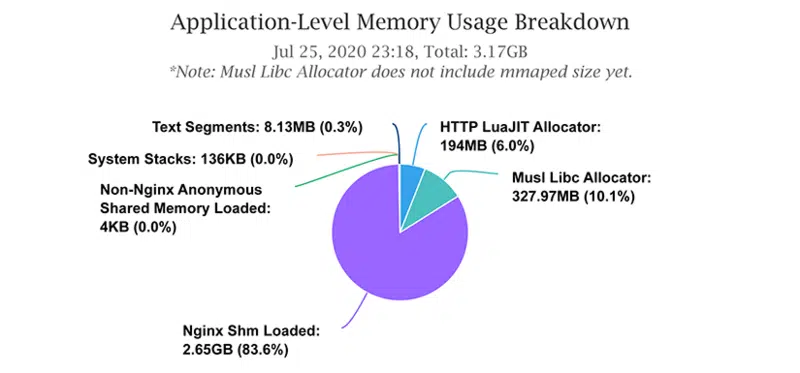 Application-Level Memory Usage Breakdown
Jul 25, 2020 23:18, Total: 3.17GB
*Note: Musl Libc Allocator does not include mmaped size yet.
Text Segments: 8.13MB (0.3%)
HTTP LuaJIT Allocator:
194MB (6.0%)
System Stacks: 136KB (0.0%)
Musl Libc Allocator:
327.97MB (10.1%)
Non-Nginx Anonymous
Shared Memory Loaded:
4KB (0.0%)
Nginx Shm Loaded:
2.65GB (83.6%)